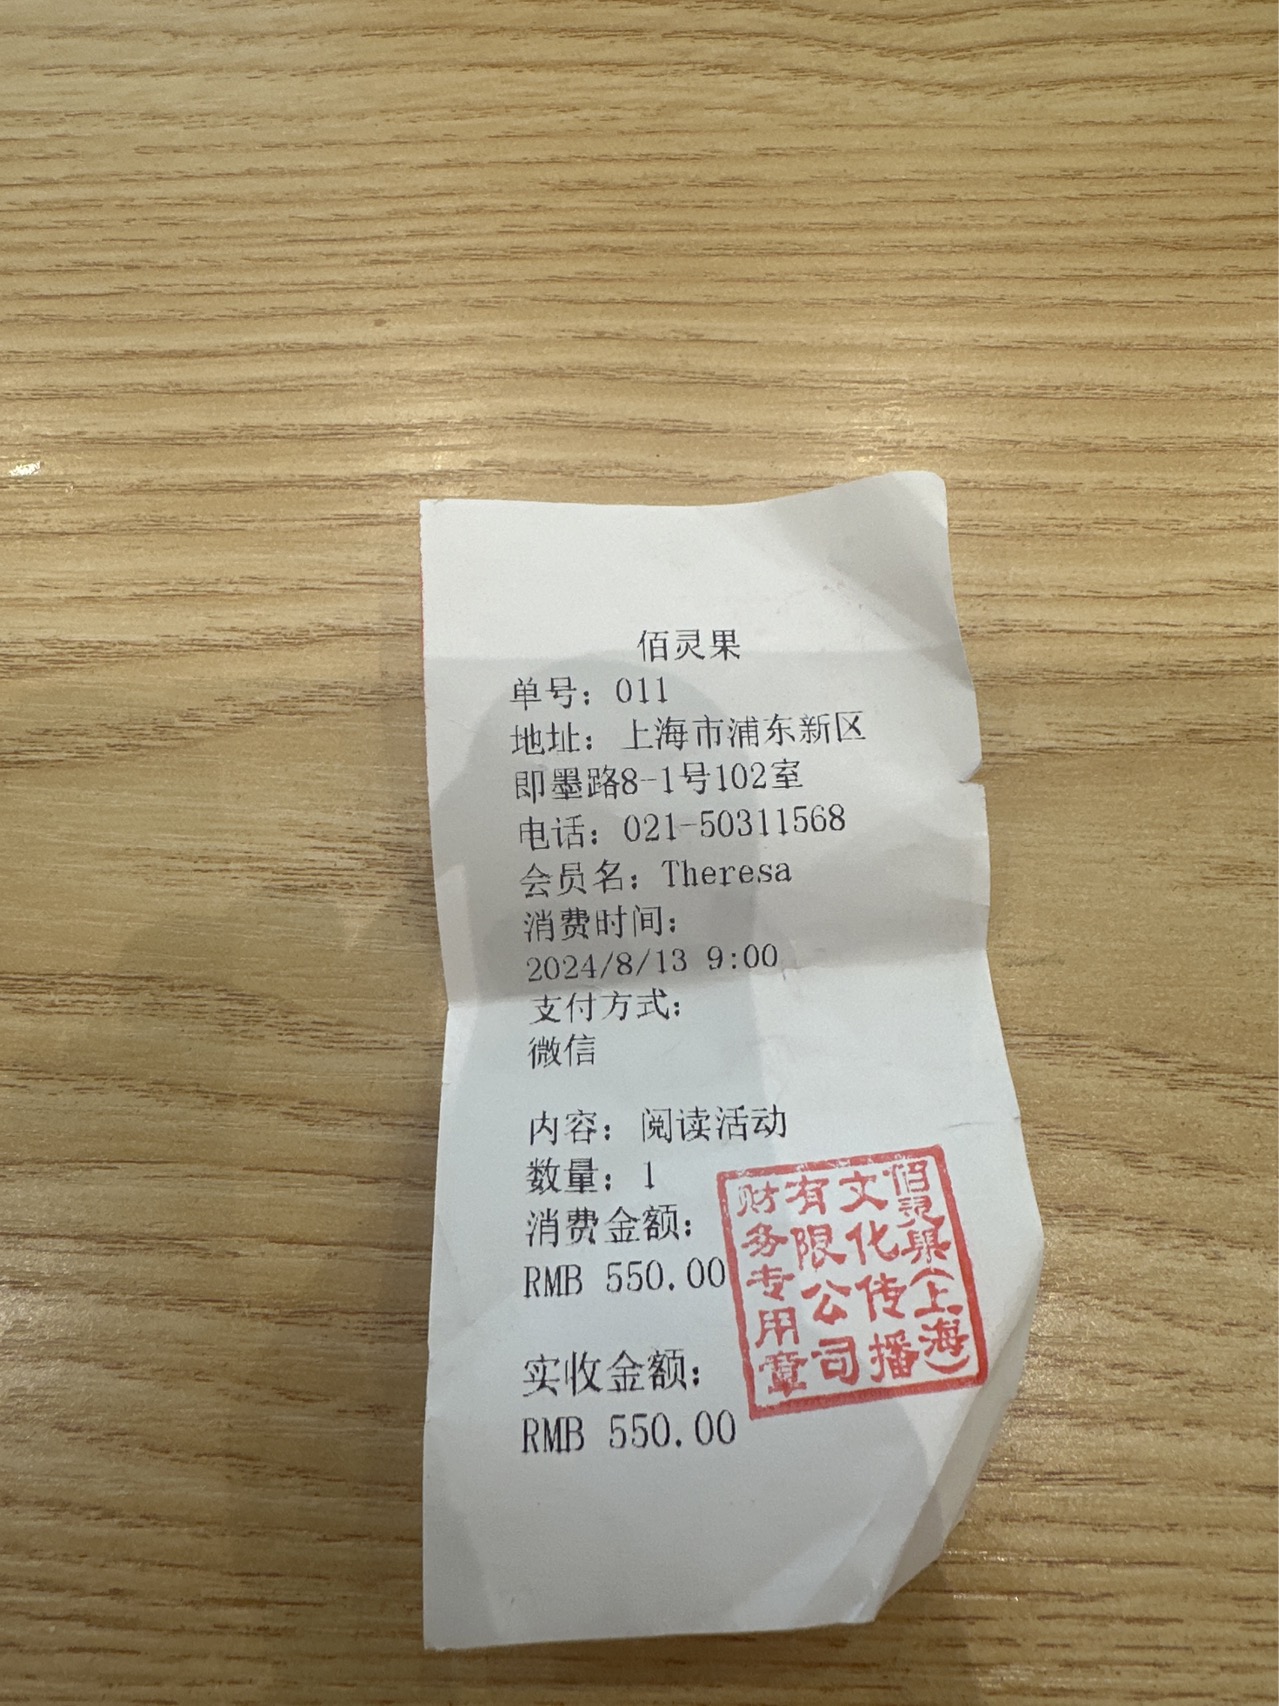 佰灵果
单号：011
地址：上海市浦东新区
即墨路8-1号102室
电话：021-50311568
会员名：Theresa
消费时间：
2024/8/13 9:00
支付方式：
微信
内容：阅读活动
数量：1
消费金额：
RMB 550.00
实收金额：
RMB 550.00
佰灵果（上海）
文化传播
有限公司
财务专用章